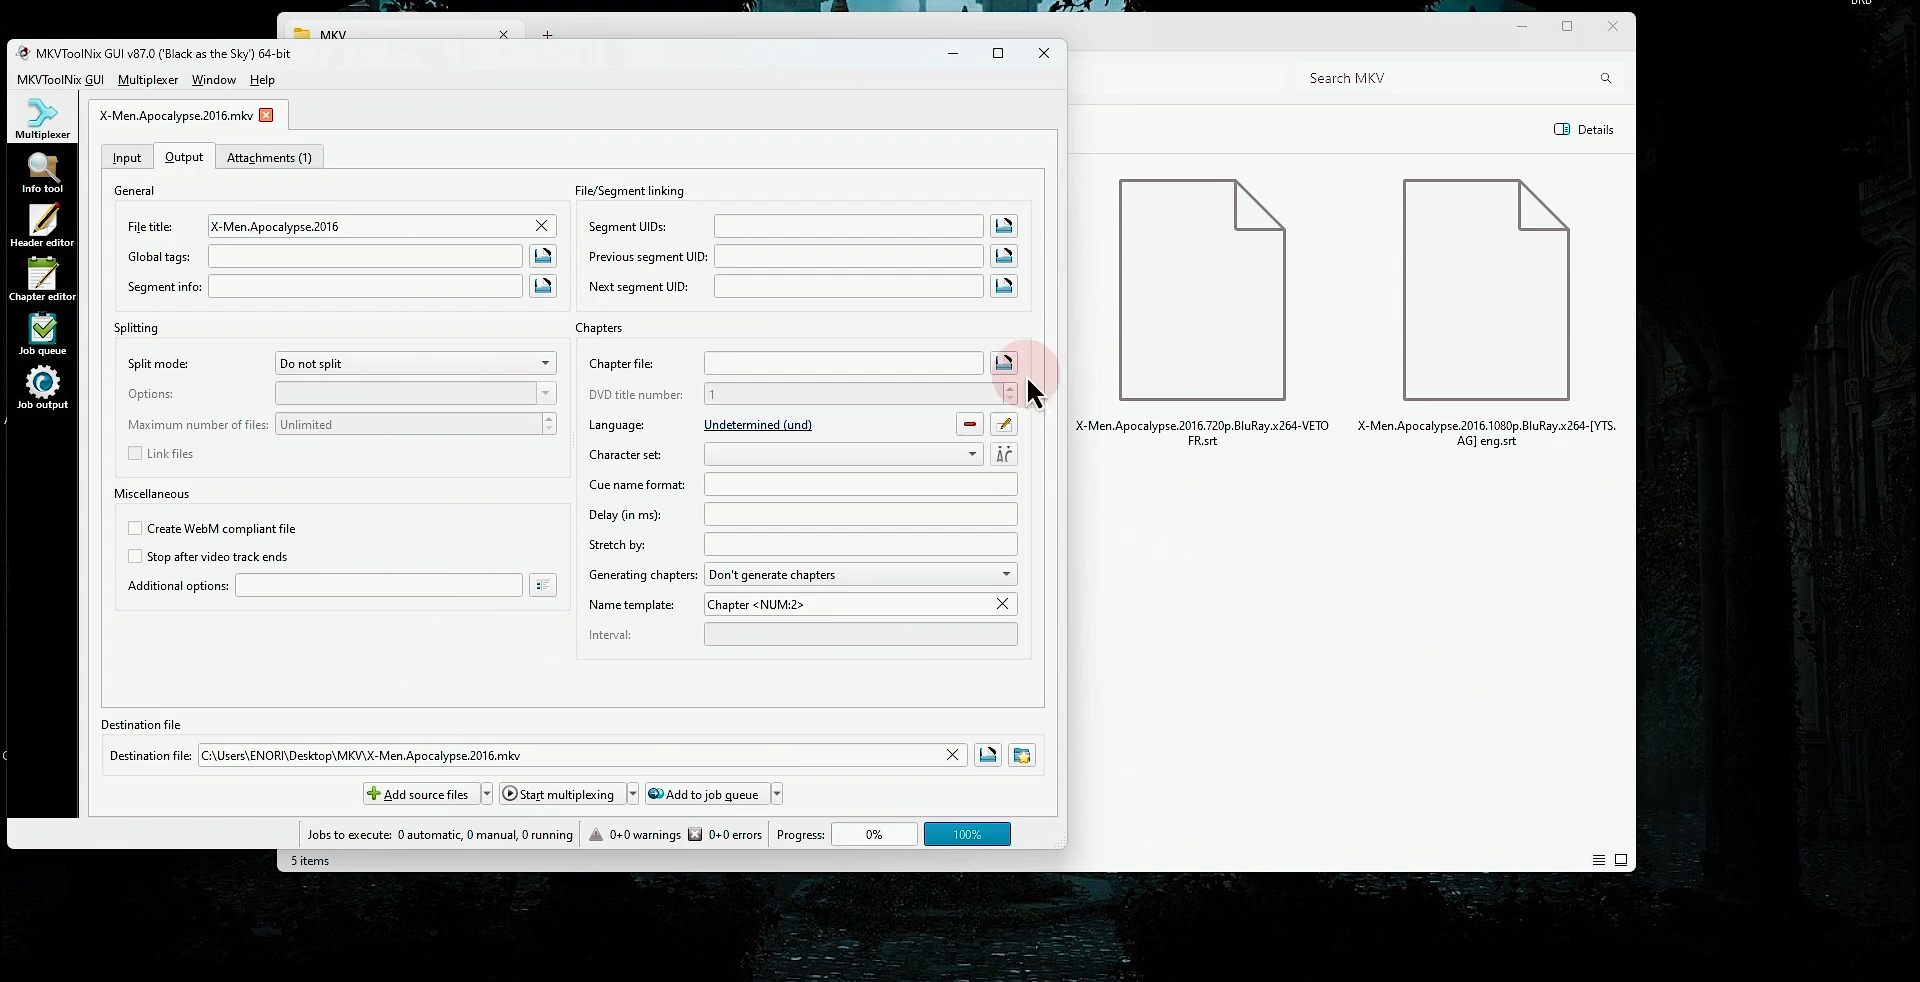 MKV
MKVToolNix GUI v87.0 ('Black as the Sky') 64-bit
MKVToolNix GUI Multiplexer Window Help
Search MKV
Details
Multiplexer
Info tool
Header editor
Chapter editor
Job queue
Job output
X-Men.Apocalypse.2016.mkv
Input Output Attachments (1)
General
File title: X-Men.Apocalypse.2016
Global tags:
Segment info:
Splitting
Split mode: Do not split
Options:
Maximum number of files: Unlimited
Link files
Miscellaneous
Create WebM compliant file
Stop after video track ends
Additional options:
File/Segment linking
Segment UIDs:
Previous segment UID:
Next segment UID:
Chapters
Chapter file:
DVD title number: 1
Language: Undetermined (und)
Character set:
Cue name format:
Delay (in ms):
Stretch by:
Generating chapters: Don't generate chapters
Name template: Chapter <NUM:2>
Interval:
Destination file
Destination file: C:\Users\ENORI\Desktop\MKV\X-Men.Apocalypse.2016.mkv
Add source files Start multiplexing Add to job queue
Jobs to execute: 0 automatic, 0 manual, 0 running 0+0 warnings 0+0 errors Progress: 0% 100%
X-Men.Apocalypse.2016.720p.BluRay.x264-VETO
FR.srt
X-Men.Apocalypse.2016.1080p.BluRay.x264-[YTS.
AG] eng.srt
5 items